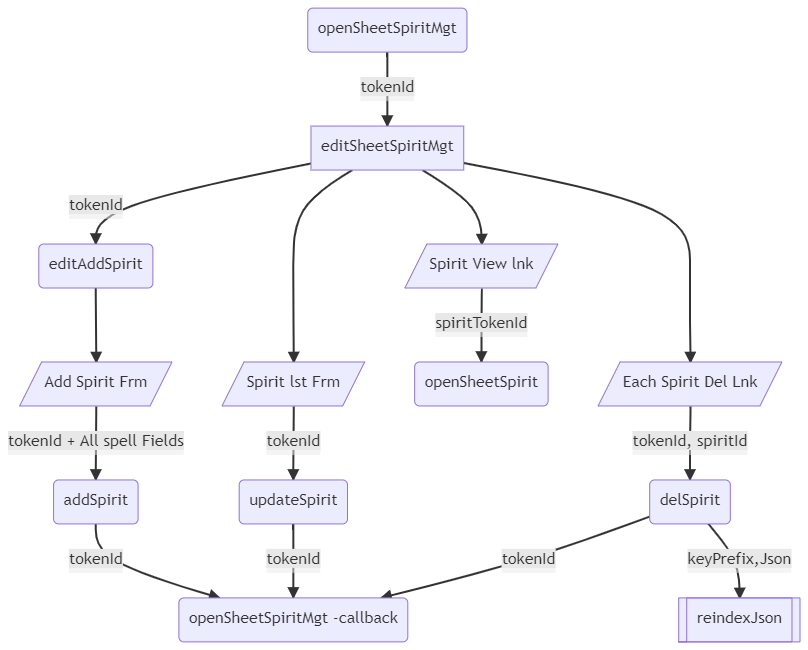 openSheetSpiritMgt
tokenId
editSheetSpiritMgt
tokenId
editAddSpirit
Spirit View lnk
spiritTokenId
Add Spirit Frm
Spirit lst Frm
openSheetSpirit
Each Spirit Del Lnk
tokenId + All spell Fields
tokenId
tokenId, spiritId
addSpirit
updateSpirit
delSpirit
tokenId
tokenId
tokenId
keyPrefix,Json
openSheetSpiritMgt -callback
reindexJson